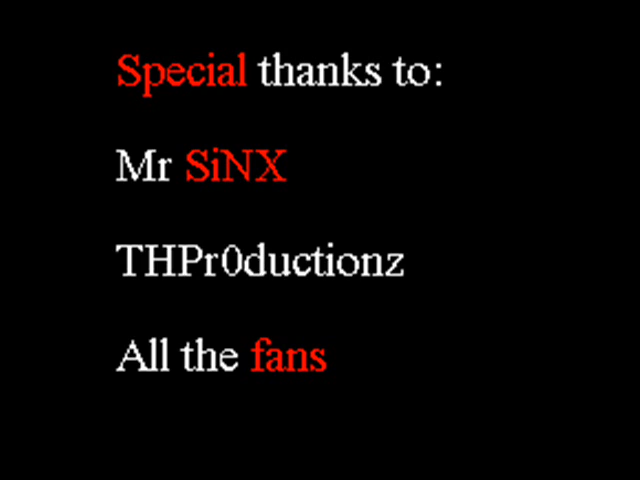 Special thanks to:
Mr SiNX
THPr0ductionz
All the fans